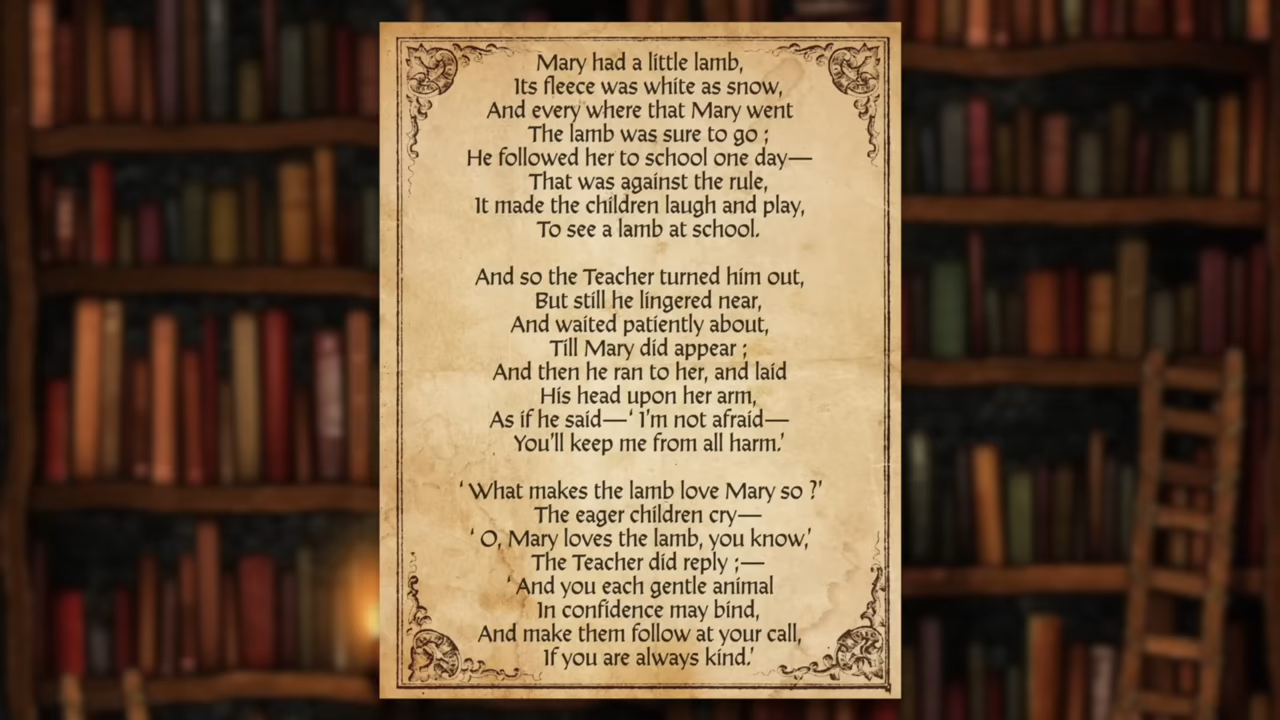 Mary had a little lamb,
Its fleece was white as snow,
And every where that Mary went
The lamb was sure to go ;
He followed her to school one day—
That was against the rule,
It made the children laugh and play,
To see a lamb at school.

And so the Teacher turned him out,
But still he lingered near,
And waited patiently about,
Till Mary did appear ;
And then he ran to her, and laid
His head upon her arm,
As if he said—‘ I’m not afraid—
You’ll keep me from all harm.’

‘ What makes the lamb love Mary so ?’
The eager children cry—
‘ O, Mary loves the lamb, you know,’
The Teacher did reply ;—
‘ And you each gentle animal
In confidence may bind,
And make them follow at your call,
If you are always kind.’